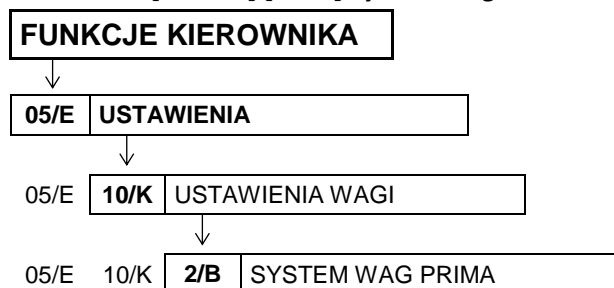 FUNKCJE KIEROWNIKA
05/E USTAWIENIA
05/E 10/K USTAWIENIA WAGI
05/E 10/K 2/B SYSTEM WAG PRIMA